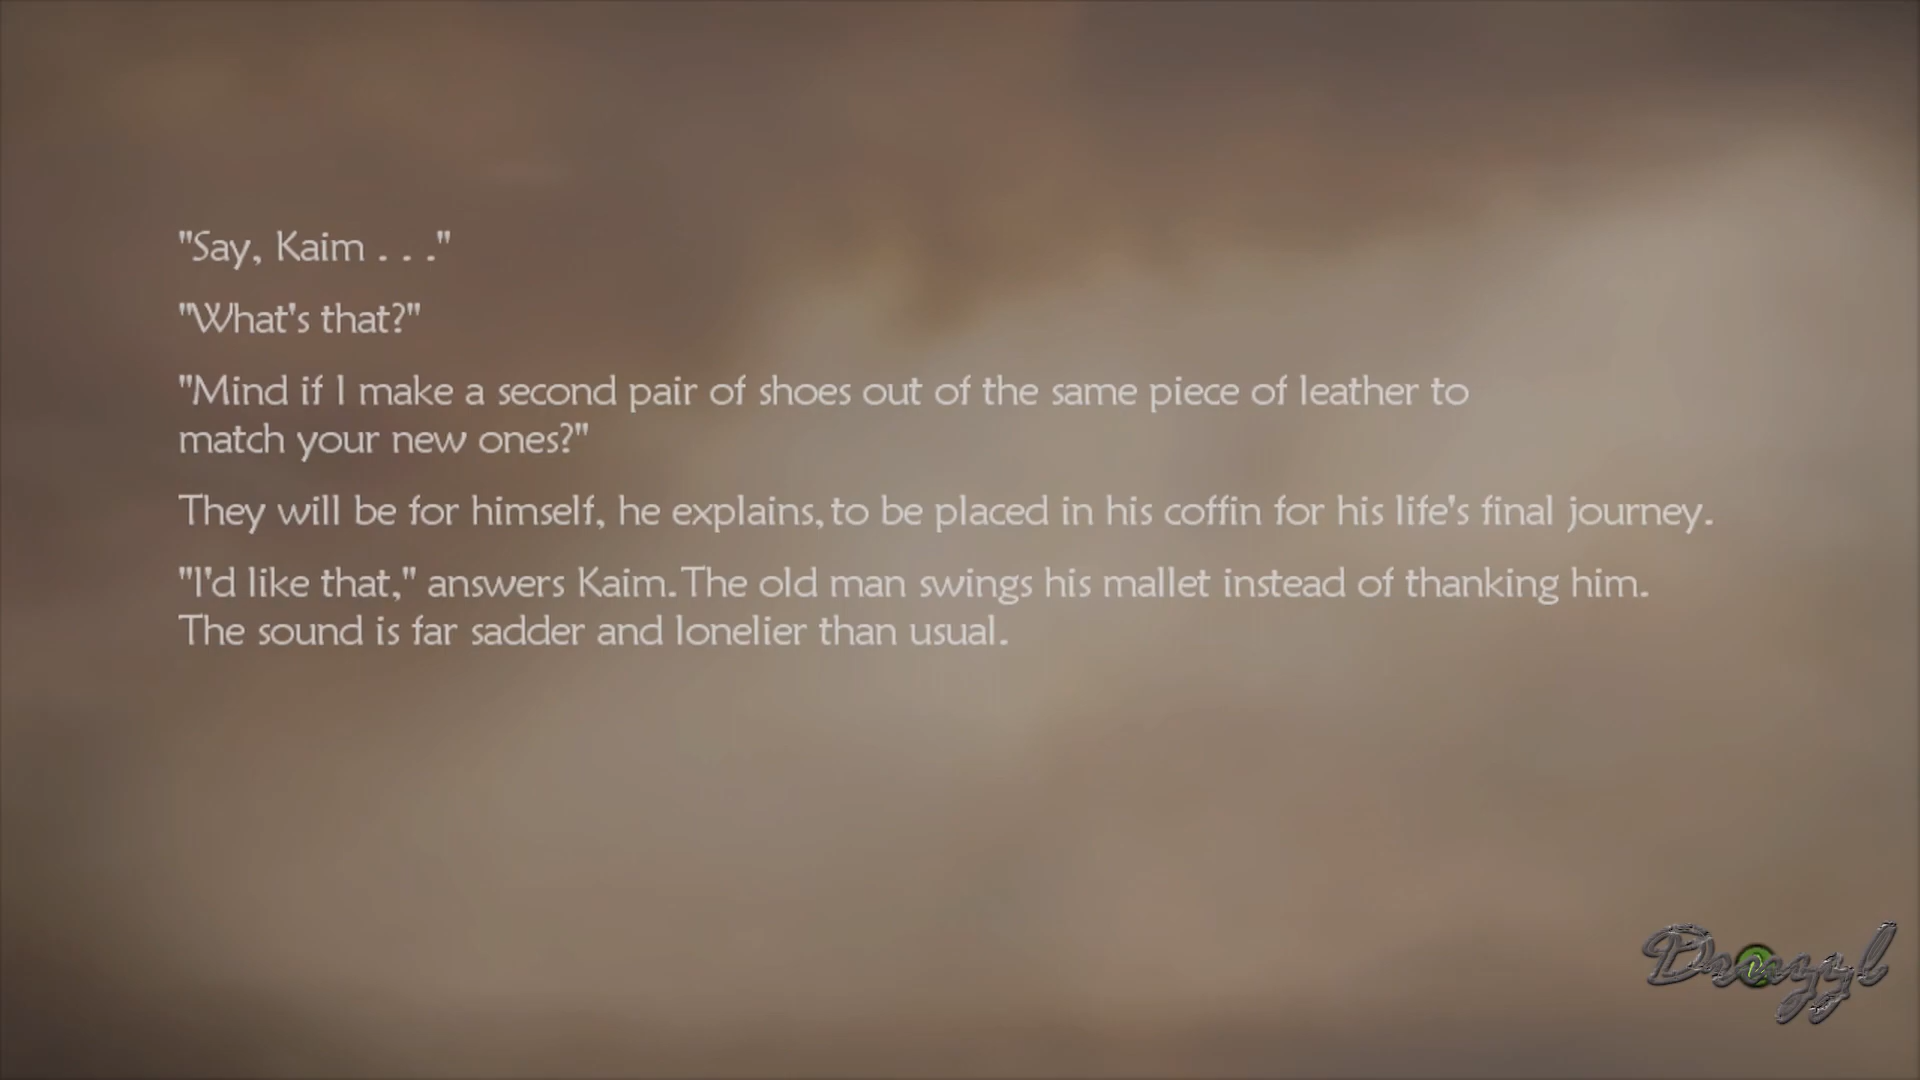 "Say, Kaim . . ."
"What's that?"
"Mind if I make a second pair of shoes out of the same piece of leather to
match your new ones?"
They will be for himself, he explains, to be placed in his coffin for his life's final journey.
"I'd like that," answers Kaim. The old man swings his mallet instead of thanking him.
The sound is far sadder and lonelier than usual.